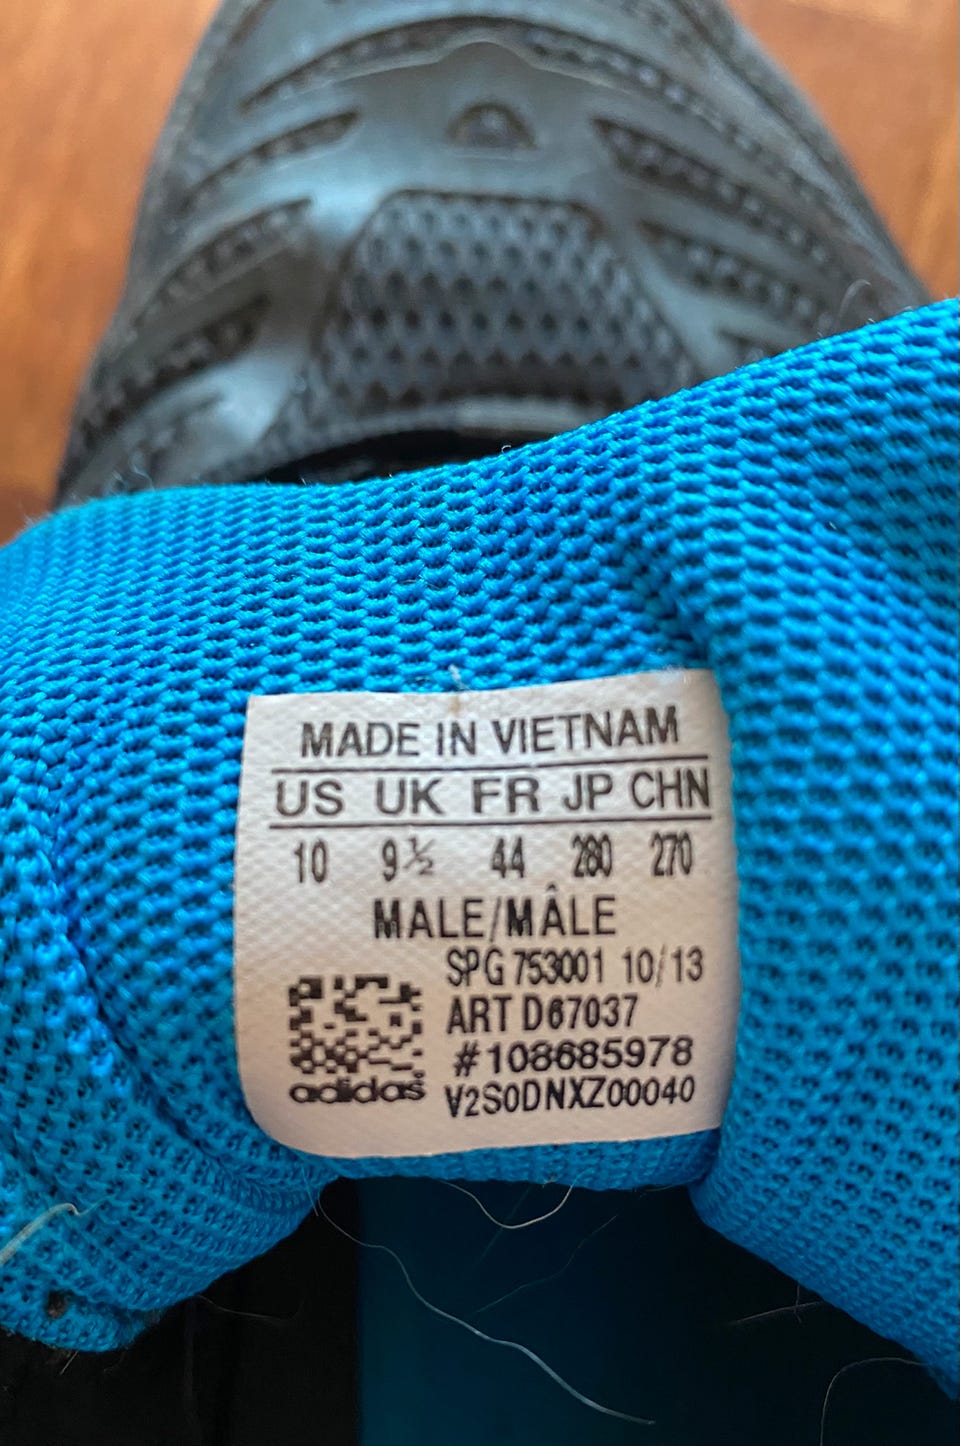 MADE IN VIETNAM
US UK FR JP CHN
10 9½ 44 280 270
MALE/MÂLE
SPG 753001 10/13
ART D67037
#108685978
V2S0DNXZ00040
adidas